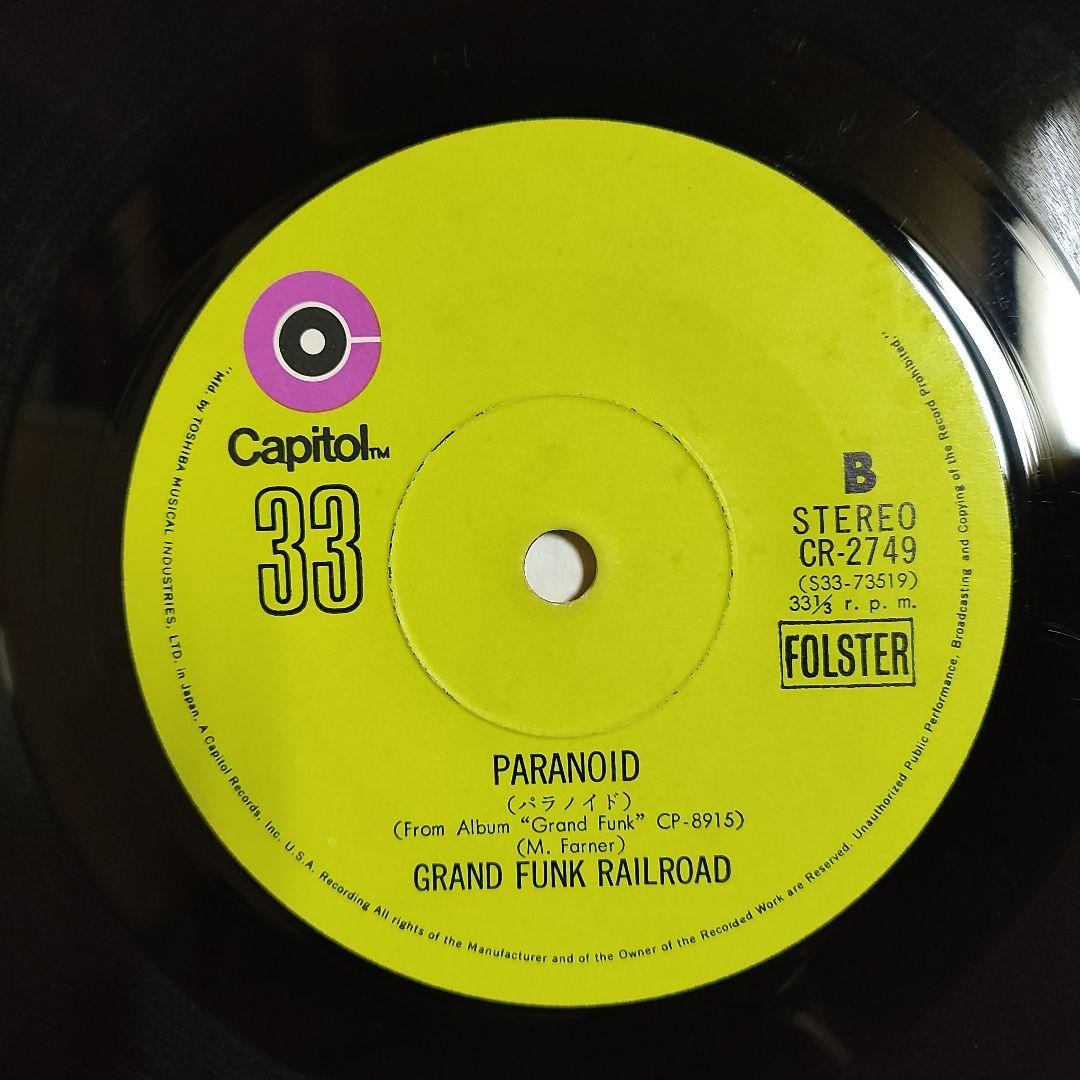 Capitol™
33
B
STEREO
CR-2749
(S33-73519)
33⅓ r. p. m.
FOLSTER
PARANOID
(パラノイド)
(From Album “Grand Funk” CP-8915)
(M. Farner)
GRAND FUNK RAILROAD
"Mfd. by TOSHIBA MUSICAL INDUSTRIES, LTD. in Japan, A Capitol Records, Inc. U.S.A. Recording All rights of the Manufacturer and of the Owner of the Recorded Work are Reserved. Unauthorized Public Performance, Broadcasting and Copying of the Record Prohibited."